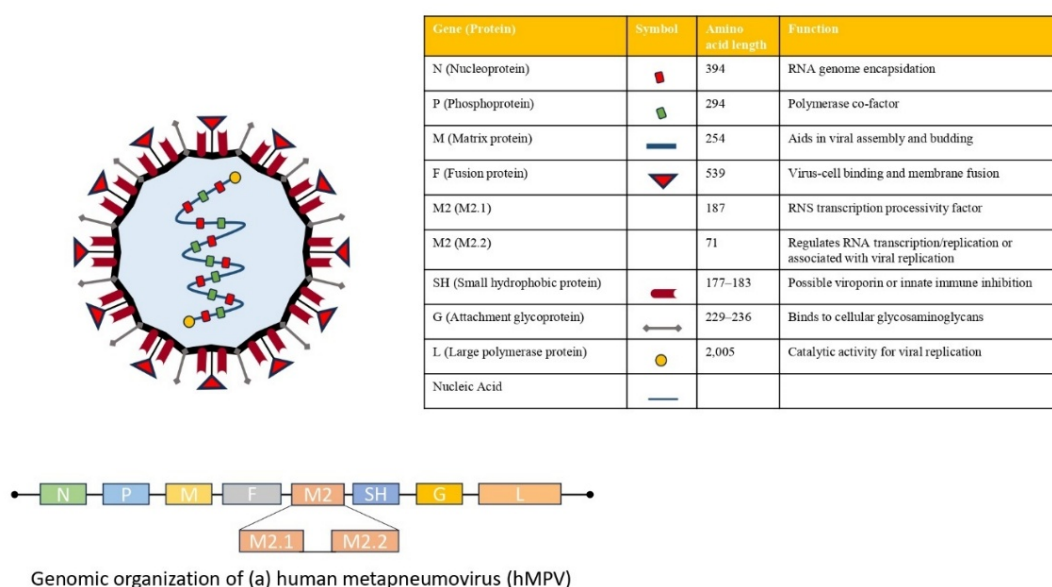 Gene (Protein) Symbol Amino acid length Function
N (Nucleoprotein) 394 RNA genome encapsidation
P (Phosphoprotein) 294 Polymerase co-factor
M (Matrix protein) 254 Aids in viral assembly and budding
F (Fusion protein) 539 Virus-cell binding and membrane fusion
M2 (M2.1) 187 RNS transcription processivity factor
M2 (M2.2) 71 Regulates RNA transcription/replication or
associated with viral replication
SH (Small hydrophobic protein) 177–183 Possible viroporin or innate immune inhibition
G (Attachment glycoprotein) 229–236 Binds to cellular glycosaminoglycans
L (Large polymerase protein) 2,005 Catalytic activity for viral replication
Nucleic Acid
N P M F M2 SH G L
M2.1 M2.2
Genomic organization of (a) human metapneumovirus (hMPV)